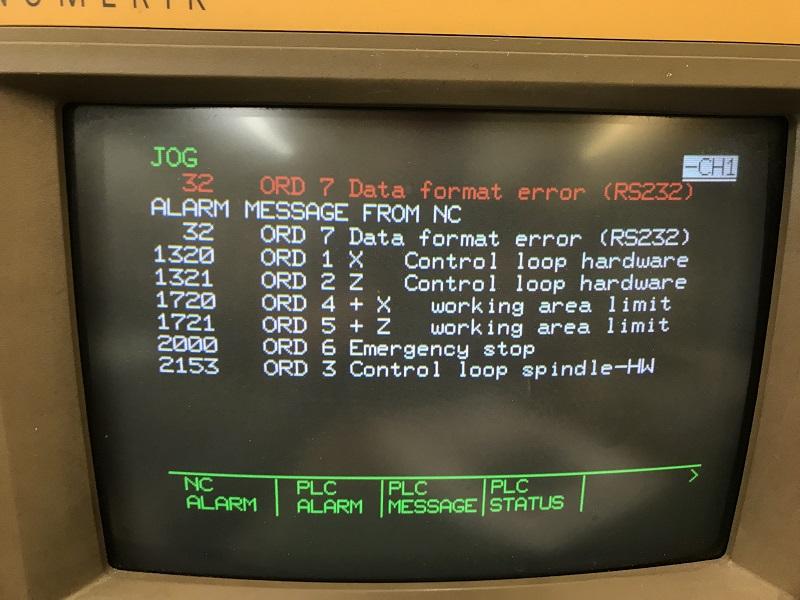 JOG
-CH1
32 ORD 7 Data format error (RS232)
ALARM MESSAGE FROM NC
32 ORD 7 Data format error (RS232)
1320 ORD 1 X Control loop hardware
1321 ORD 2 Z Control loop hardware
1720 ORD 4 + X working area limit
1721 ORD 5 + Z working area limit
2000 ORD 6 Emergency stop
2153 ORD 3 Control loop spindle-HW
>
NC ALARM
PLC ALARM
PLC MESSAGE
PLC STATUS